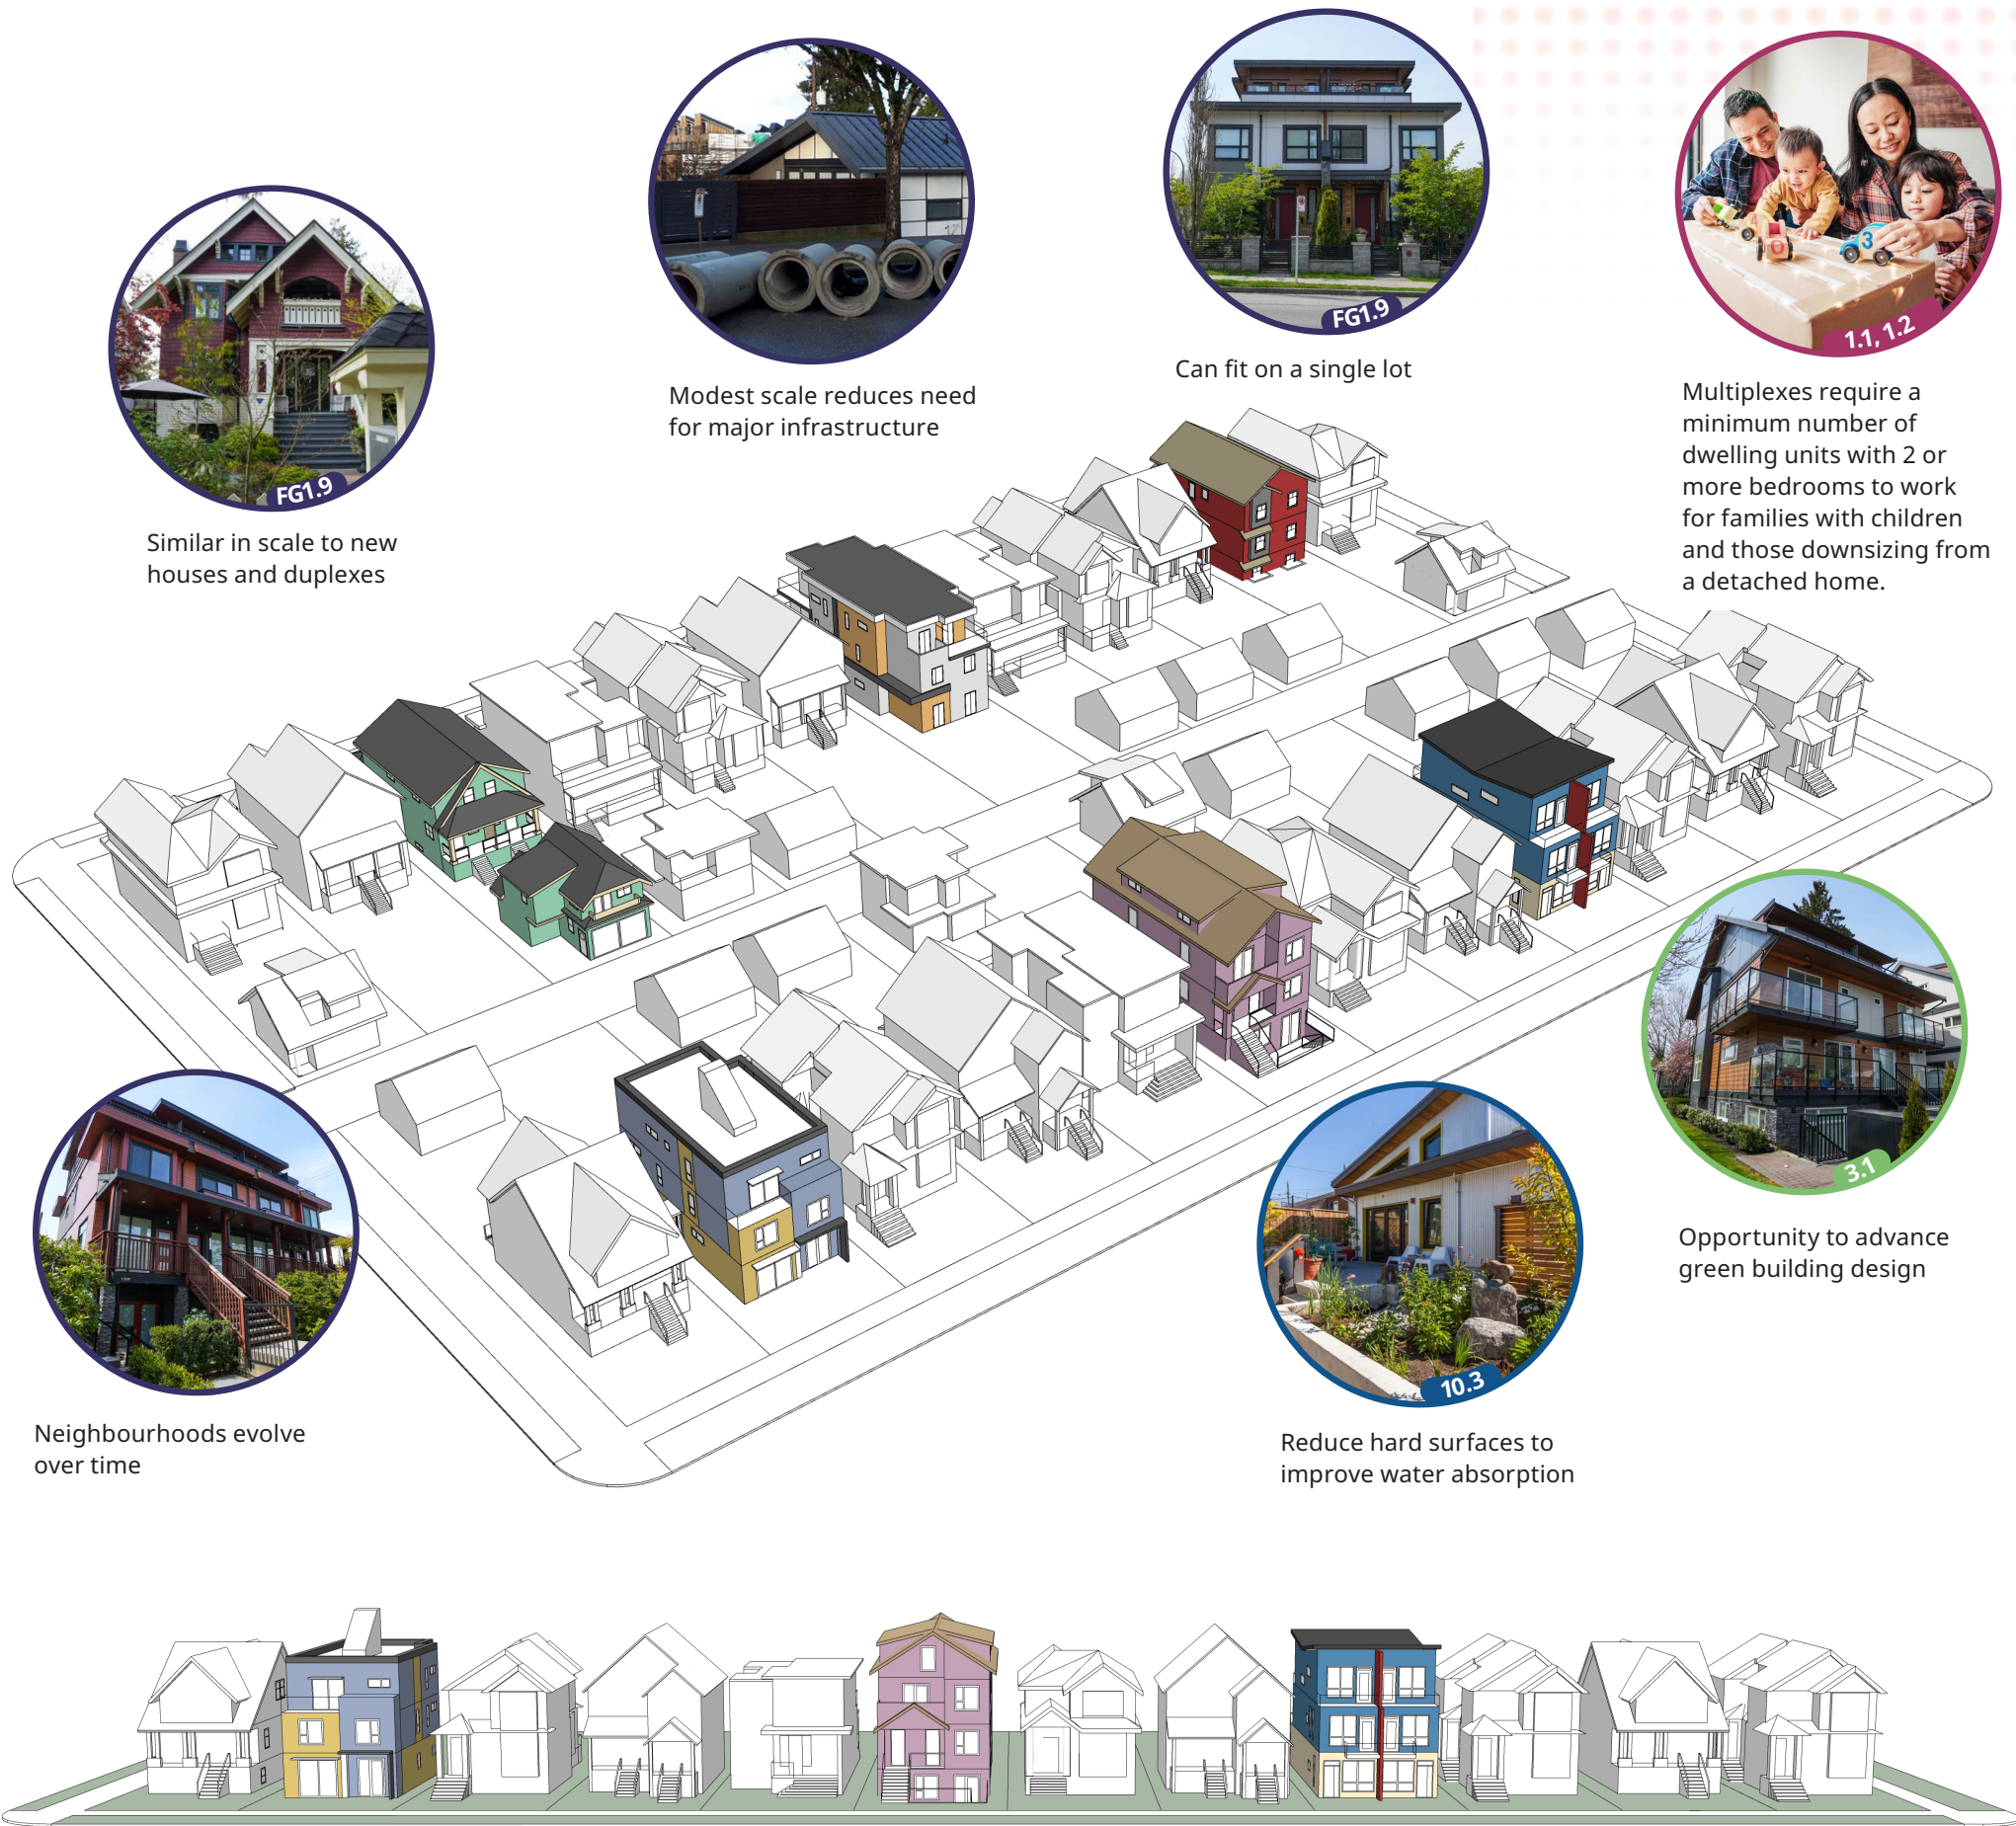 FG1.9
Similar in scale to new
houses and duplexes
Modest scale reduces need
for major infrastructure
FG1.9
Can fit on a single lot
3
1.1, 1.2
Multiplexes require a
minimum number of
dwelling units with 2 or
more bedrooms to work
for families with children
and those downsizing from
a detached home.
Neighbourhoods evolve
over time
10.3
Reduce hard surfaces to
improve water absorption
3.1
Opportunity to advance
green building design